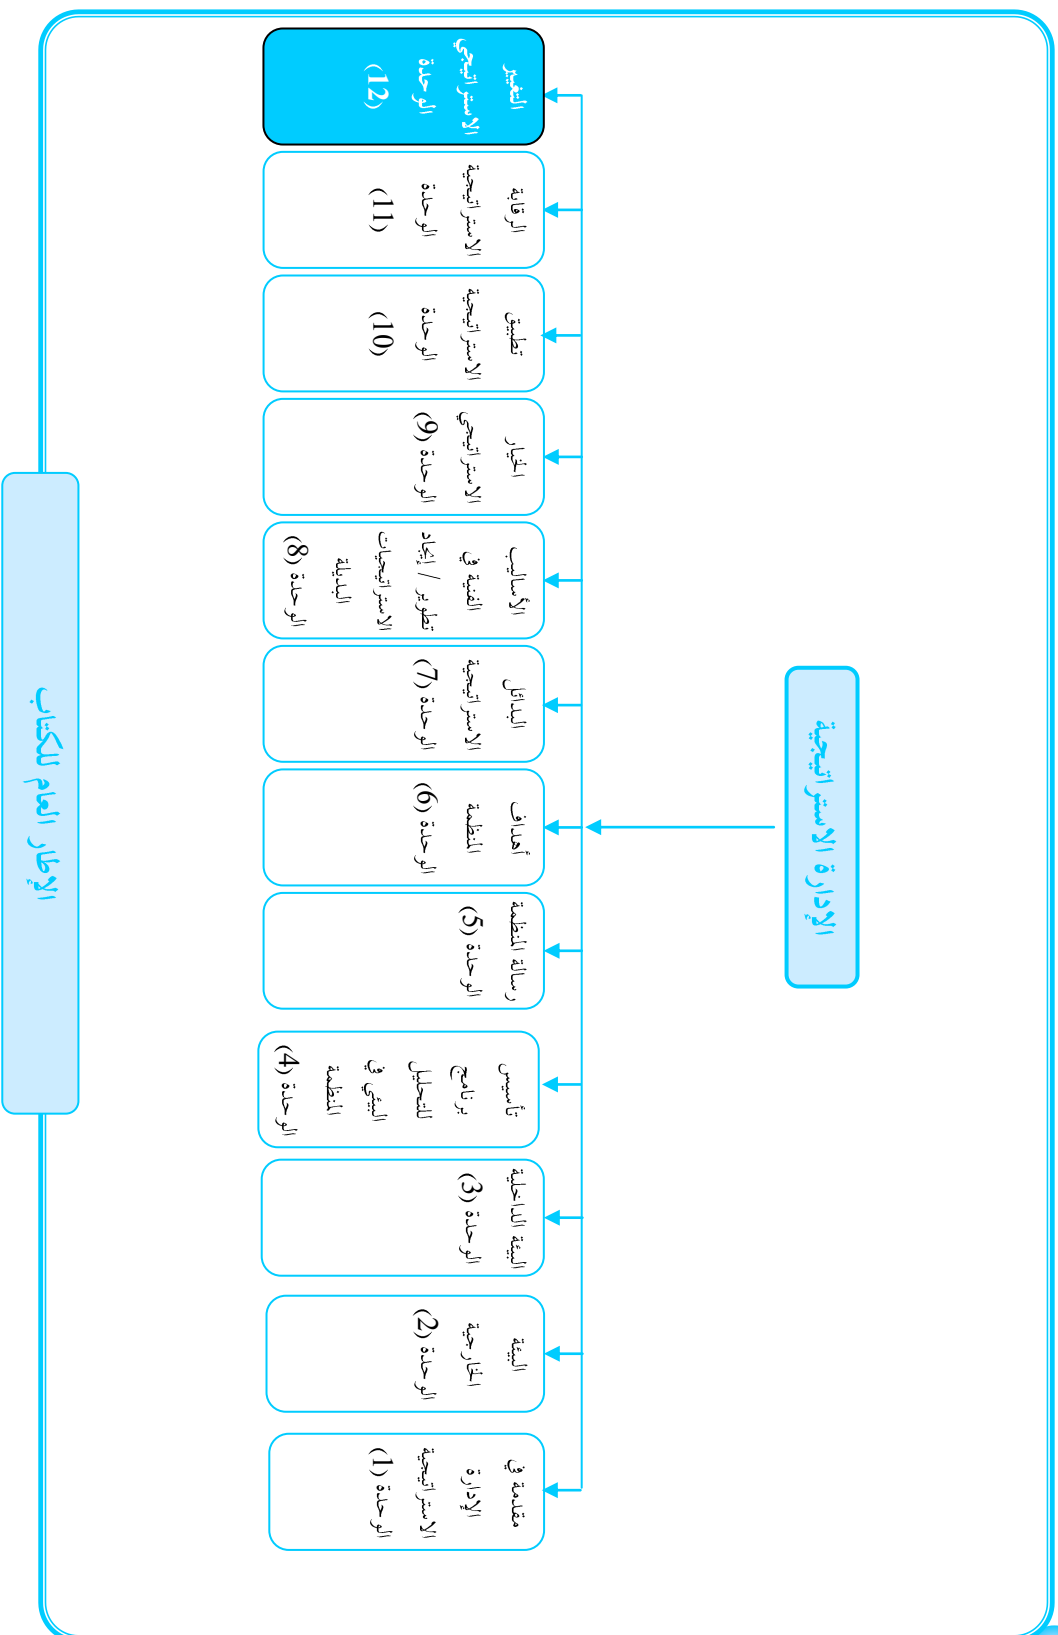 الإدارة الاستراتيجية
مقدمة في
الإدارة
الاستراتيجية
الوحدة (1)
البيئة
الخارجية
الوحدة (2)
البيئة الداخلية
الوحدة (3)
تأسيس
برنامج
للتحليل
البيئي في
المنظمة
الوحدة (4)
رسالة المنظمة
الوحدة (5)
أهداف
المنظمة
الوحدة (6)
البدائل
الاستراتيجية
الوحدة (7)
الأساليب
الفنية في
تطوير / إيجاد
الاستراتيجيات
البديلة
الوحدة (8)
الخيار
الاستراتيجي
الوحدة (9)
تطبيق
الاستراتيجية
الوحدة
(10)
الرقابة
الاستراتيجية
الوحدة
(11)
التغيير
الاستراتيجي
الوحدة
(12)
الإطار العام للكتاب